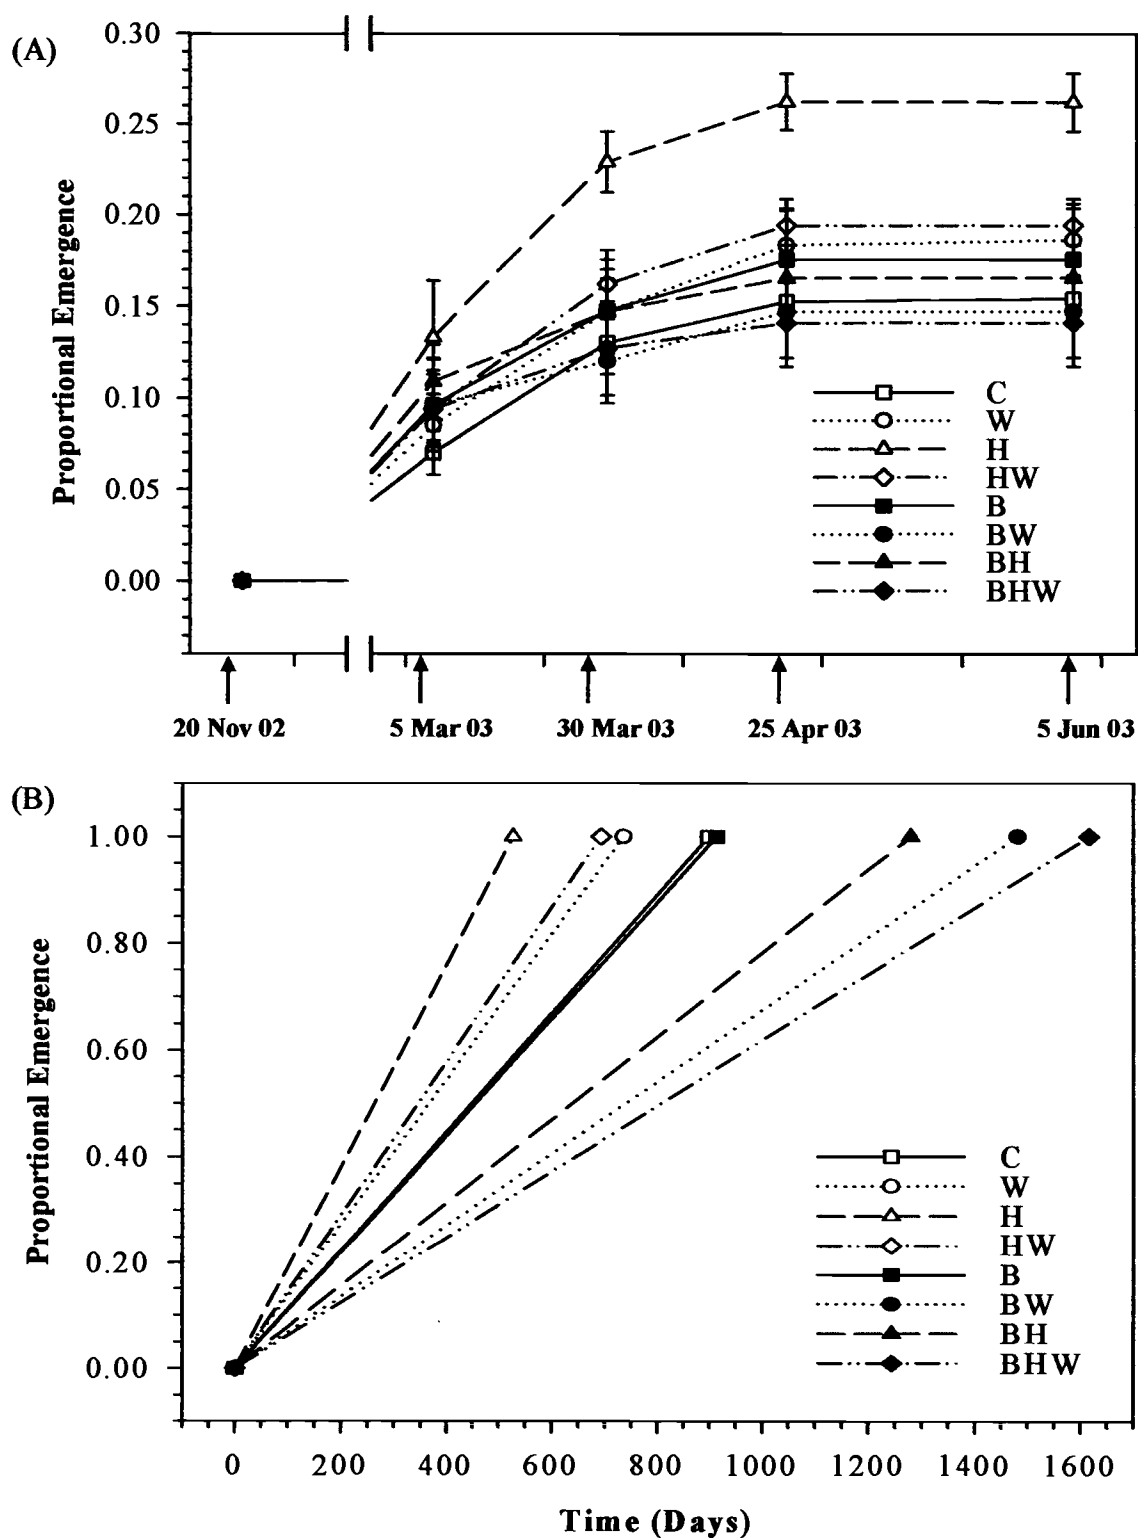 (A)
0.30
0.25
0.20
0.15
0.10
0.05
0.00
Proportional Emergence
C
W
H
HW
B
BW
BH
BHW
20 Nov 02 5 Mar 03 30 Mar 03 25 Apr 03 5 Jun 03
(B)
1.00
0.80
0.60
0.40
0.20
0.00
Proportional Emergence
C
W
H
HW
B
BW
BH
BHW
0 200 400 600 800 1000 1200 1400 1600
Time (Days)